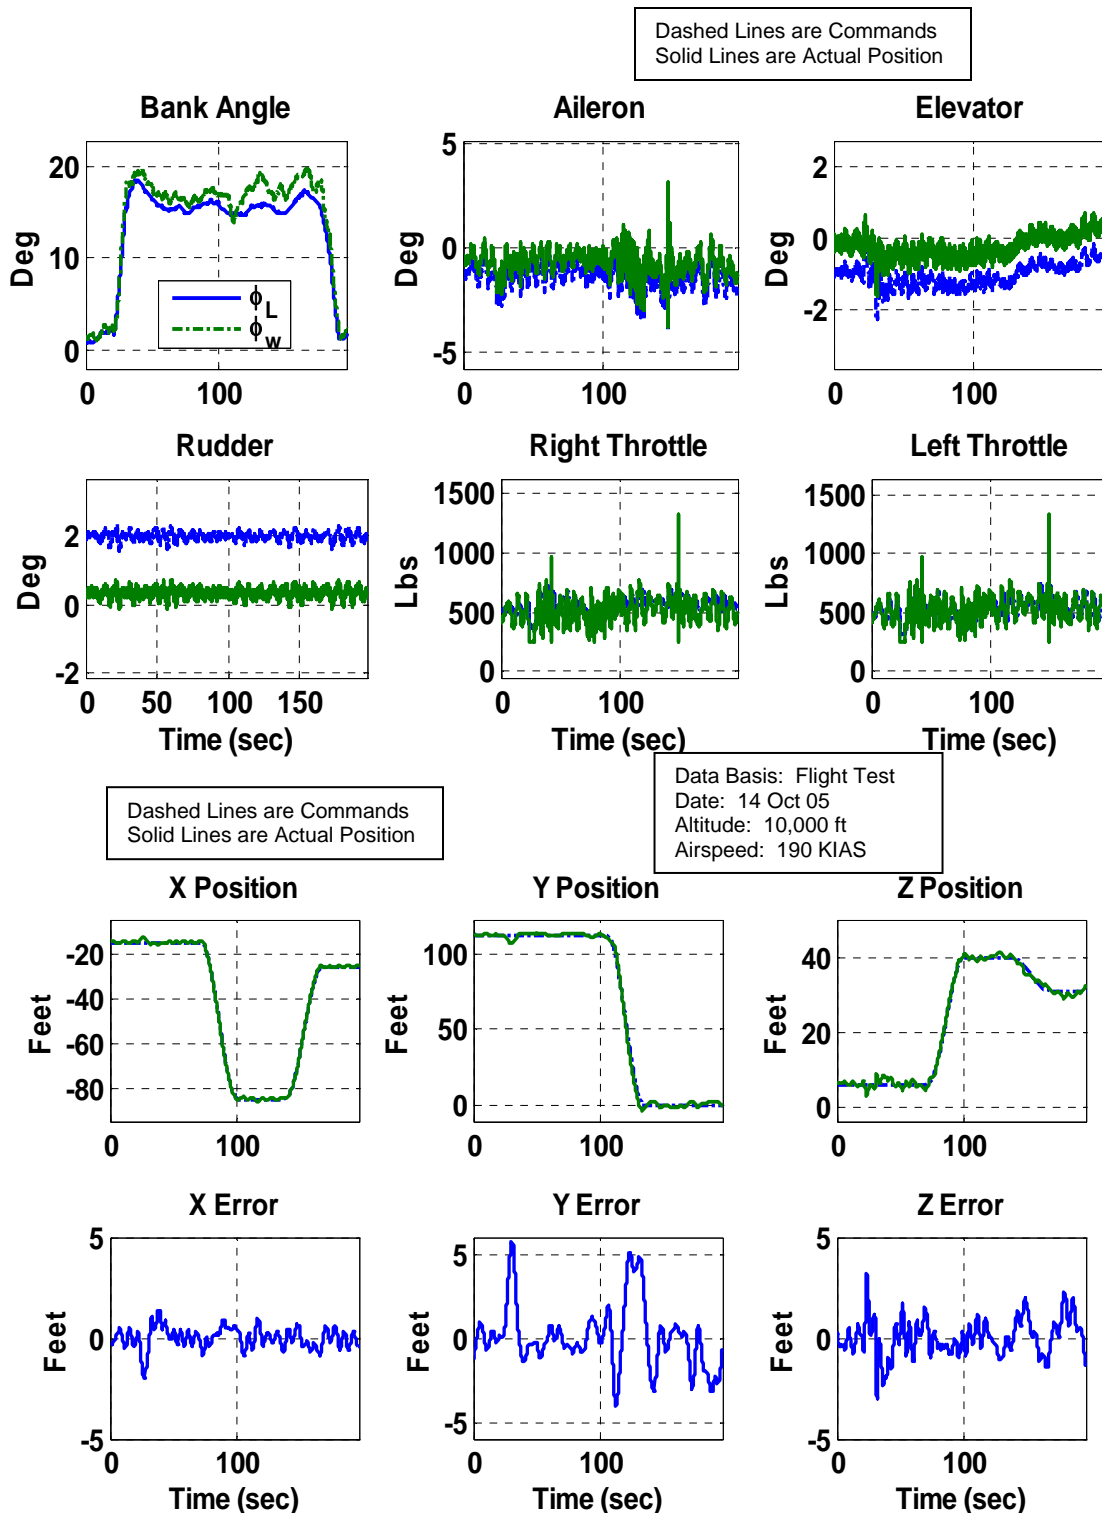 Dashed Lines are Commands
Solid Lines are Actual Position
Bank Angle
Aileron
Elevator
Deg
20
10
0
0
100
ϕL
ϕw
Deg
5
0
-5
0
100
Deg
2
0
-2
0
100
Rudder
Right Throttle
Left Throttle
Deg
2
0
-2
0
50
100
150
Time (sec)
Lbs
1500
1000
500
0
0
100
Time (sec)
Lbs
1500
1000
500
0
0
100
Time (sec)
Dashed Lines are Commands
Solid Lines are Actual Position
Data Basis: Flight Test
Date: 14 Oct 05
Altitude: 10,000 ft
Airspeed: 190 KIAS
X Position
Y Position
Z Position
Feet
-20
-40
-60
-80
0
100
Feet
100
50
0
0
100
Feet
40
20
0
0
100
X Error
Y Error
Z Error
Feet
5
0
-5
0
100
Time (sec)
Feet
5
0
-5
0
100
Time (sec)
Feet
5
0
-5
0
100
Time (sec)